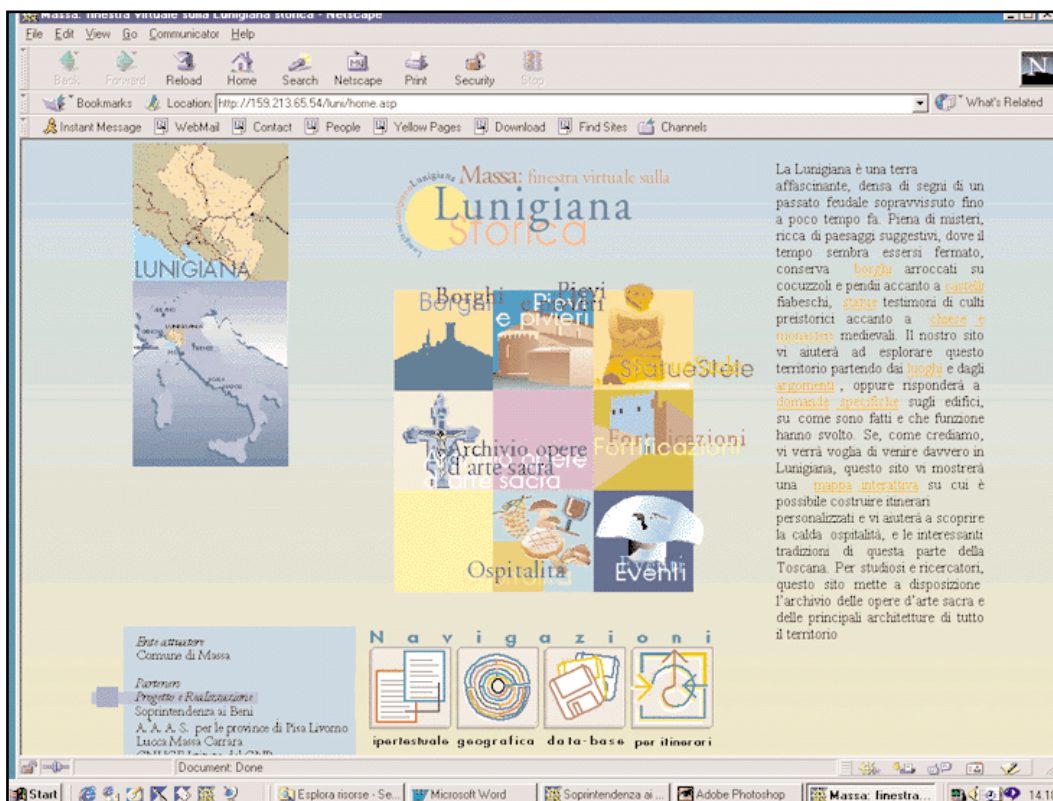 Massa: finestra virtuale sulla Lunigiana storica - Netscape
File Edit View Go Communicator Help
Back Forward Reload Home Search Netscape Print Security Stop
N
Bookmarks Location: http://159.213.65.54/luni/home.asp What's Related
Instant Message WebMail Contact People Yellow Pages Download Find Sites Channels
LUNIGIANA
Massa: finestra virtuale sulla
Lunigiana
Storica
Borghi
Pievi
e pivieri
StatueStele
Archivio opere
d'arte sacra
Fortificazioni
Ospitalita
Eventi
La Lunigiana è una terra
affascinante, densa di segni di un
passato feudale sopravvissuto fino
a poco tempo fa. Piena di misteri,
ricca di paesaggi suggestivi, dove il
tempo sembra essersi fermato,
conserva borghi arroccati su
cocuzzoli e pendii accanto a castelli
fiabeschi, statue testimoni di culti
preistorici accanto a chiese e
monasteri medievali. Il nostro sito
vi aiuterà ad esplorare questo
territorio partendo dai luoghi e dagli
argomenti , oppure risponderà a
domande specifiche sugli edifici,
su come sono fatti e che funzione
hanno svolto. Se, come crediamo,
vi verrà voglia di venire davvero in
Lunigiana, questo sito vi mostrerà
una mappa interattiva su cui è
possibile costruire itinerari
personalizzati e vi aiuterà a scoprire
la calda ospitalità, e le interessanti
tradizioni di questa parte della
Toscana. Per studiosi e ricercatori,
questo sito mette a disposizione
l'archivio delle opere d'arte sacra e
delle principali architetture di tutto
il territorio
Ente attuatore
Comune di Massa
Partners
Progetto e Realizzazione
Soprintendenza ai Beni
A. A. A. S. per le province di Pisa Livorno
Lucca Massa Carrara
Navigazioni
ipertestuale geografica data-base per itinerari
Document: Done
Start Esplora risorse - Se... Microsoft Word Soprintendenza ai ... Adobe Photoshop Massa: finestra... 14.18